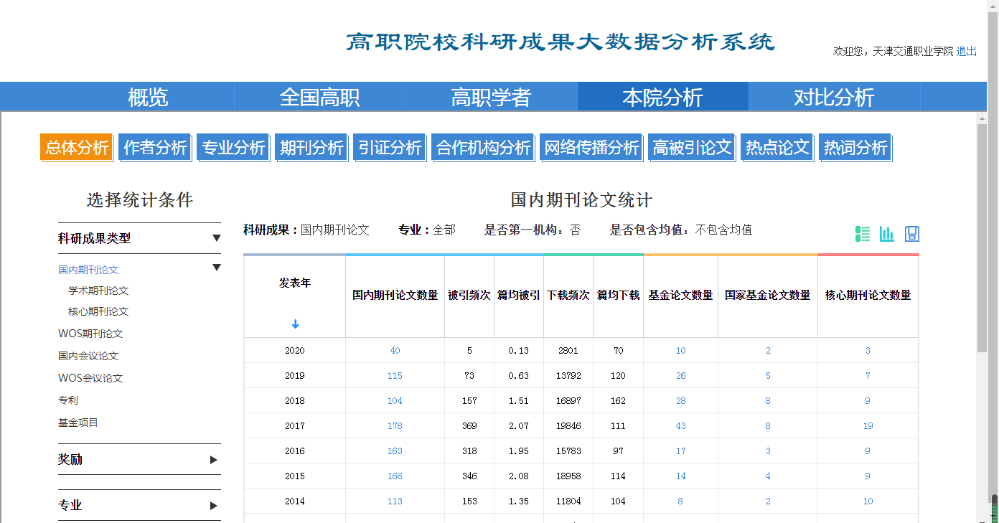 高职院校科研成果大数据分析系统
欢迎您，天津交通职业学院 退出
概览 全国高职 高职学者 本院分析 对比分析
总体分析 作者分析 专业分析 期刊分析 引证分析 合作机构分析 网络传播分析 高被引论文 热点论文 热词分析
选择统计条件
科研成果类型
国内期刊论文
学术期刊论文
核心期刊论文
WOS期刊论文
国内会议论文
WOS会议论文
专利
基金项目
奖励
专业
国内期刊论文统计
科研成果：国内期刊论文 专业：全部 是否第一机构：否 是否包含均值：不包含均值
发表年 国内期刊论文数量 被引频次 篇均被引 下载频次 篇均下载 基金论文数量 国家基金论文数量 核心期刊论文数量
2020 40 5 0.13 2801 70 10 2 3
2019 115 73 0.63 13792 120 26 5 7
2018 104 157 1.51 16897 162 28 8 9
2017 178 369 2.07 19846 111 43 8 19
2016 163 318 1.95 15783 97 17 3 9
2015 166 346 2.08 18958 114 14 4 9
2014 113 153 1.35 11804 104 8 2 10